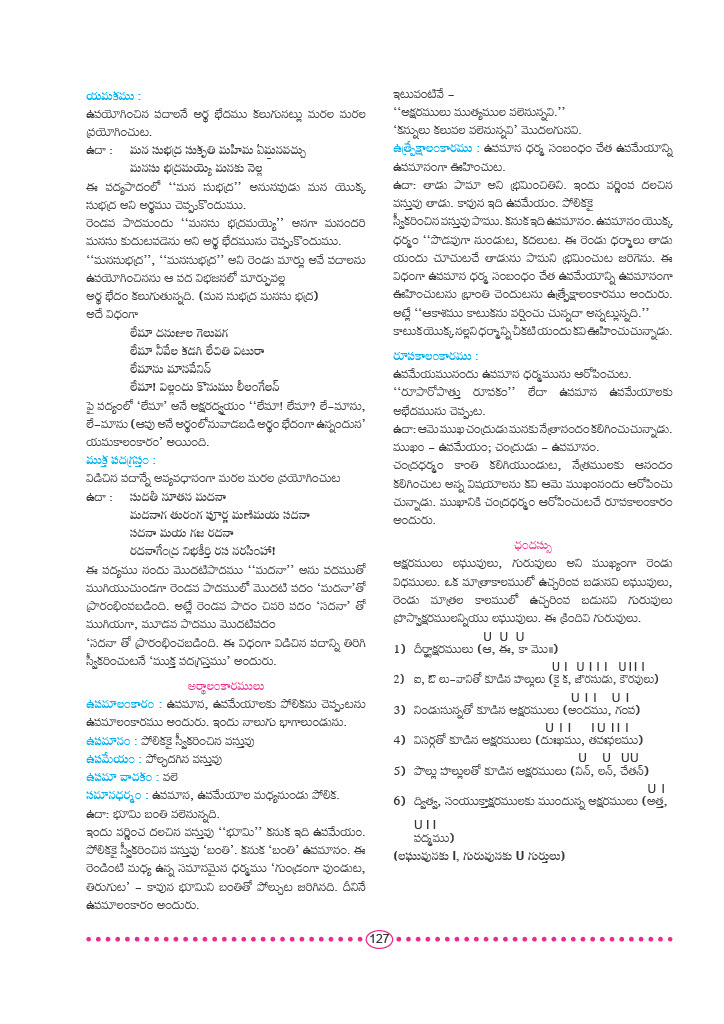 యమకము :
ఉపయోగించిన పదాలనే అర్థ భేదము కలుగునట్లు మరల మరల
ప్రయోగించుట.
ఉదా : మన సుభద్ర సుకృతి మహిమ ఏమనవచ్చు
మనసు భద్రమయ్యె మనకు నెల్ల
ఈ పద్యపాదంలో ‘‘మన సుభద్ర’’ అనునపుడు మన యొక్క
సుభద్ర అని అర్థము చెప్పుకొందుము.
రెండవ పాదమందు ‘‘మనసు భద్రమయ్యె’’ అనగా మనందరి
మనసు కుదుటపడెను అని అర్థ భేదమును చెప్పుకొందుము.
‘‘మనసుభద్ర’’, ‘‘మనసుభద్ర’’ అని రెండు మార్లు అవే పదాలను
ఉపయోగించినను ఆ పద విభజనలో మార్పువల్ల
అర్థ భేదం కలుగుతున్నది. (మన సుభద్ర మనసు భద్ర)
అదే విధంగా
లేమా దనుజుల గెలువగ
లేమా నీవేల కడగి లేచితి విటురా
లేమాను మానవేనిన్
లేమా! విల్లందు కొనుము లీలంగేలన్
పై పద్యంలో ‘లేమా’ అనే అక్షరద్వయం ‘‘లేమా! లేమా? లే-మాను,
లే-మాను (అవు అనే అర్థంలోనువాడబడి అర్థం భేదంగా ఉన్నందున’
యమకాలంకారం’ అయింది.
ముక్త పదగ్రస్తం :
విడిచిన పదాన్నే అవ్యవధానంగా మరల మరల ప్రయోగించుట
ఉదా : సుదతీ నూతన మదనా
మదనాగ తురంగ పూర్ణ మణిమయ సదనా
సదనా మయ గజ రదనా
రదనాగేంద్ర నిభకీర్తి రస నరసింహా!
ఈ పద్యము నందు మొదటిపాదము ‘‘మదనా’’ అను పదముతో
ముగియుచుండగా రెండవ పాదములో మొదటి పదం ‘మదనా’తో
ప్రారంభింపబడింది. అట్లే రెండవ పాదం చివరి పదం ‘సదనా’ తో
ముగియగా, మూడవ పాదము మొదటిపదం
‘సదనా తో ప్రారంభించబడింది. ఈ విధంగా విడిచిన పదాన్ని తిరిగి
స్వీకరించుటనే ‘ముక్త పదగ్రస్తము’ అందురు.
అర్థాలంకారములు
ఉపమాలంకారం : ఉపమాన, ఉపమేయాలకు పోలికను చెప్పుటను
ఉపమాలంకారము అందురు. ఇందు నాలుగు భాగాలుండును.
ఉపమానం : పోలికకై స్వీకరించిన వస్తువు
ఉపమేయం : పోల్చదగిన వస్తువు
ఉపమా వాచకం : వలె
సమానధర్మం : ఉపమాన, ఉపమేయాల మధ్యనుండు పోలిక.
ఉదా: భూమి బంతి వలెనున్నది.
ఇందు వర్ణించ దలచిన వస్తువు ‘‘భూమి’’ కనుక ఇది ఉపమేయం.
పోలికకై స్వీకరించిన వస్తువు ‘బంతి’. కనుక ‘బంతి’ ఉపమానం. ఈ
రెండింటి మధ్య ఉన్న సమానమైన ధర్మము ‘గుండ్రంగా వుండుట,
తిరుగుట’ - కావున భూమిని బంతితో పోల్చుట జరిగినది. దీనినే
ఉపమాలంకారం అందురు.
ఇటువంటివే -
‘‘అక్షరములు ముత్యముల వలెనున్నవి.’’
‘కన్నులు కలువల వలెనున్నవి’ మొదలగునవి.
ఉత్ప్రేక్షాలంకారము : ఉపమాన ధర్మ సంబంధం చేత ఉపమేయాన్ని
ఉపమానంగా ఊహించుట.
ఉదా: తాడు పామా అని భ్రమించితిని. ఇందు వర్ణింప దలచిన
వస్తువు తాడు. కావున ఇది ఉపమేయం. పోలికకై
స్వీకరించిన వస్తువు పాము. కనుక ఇది ఉపమానం. ఉపమానం యొక్క
ధర్మం ‘‘పొడవుగా నుండుట, కదలుట. ఈ రెండు ధర్మాలు తాడు
యందు చూచుటచే తాడును పామని భ్రమించుట జరిగెను. ఈ
విధంగా ఉపమాన ధర్మ సంబంధం చేత ఉపమేయాన్ని ఉపమానంగా
ఊహించుటను భ్రాంతి చెందుటను ఉత్ప్రేక్షాలంకారము అందురు.
అట్లే ‘‘ఆకాశము కాటుకను వర్షించు చున్నదా అన్నట్లున్నది.’’
కాటుక యొక్క నల్లని ధర్మాన్ని చీకటి యందు కవి ఊహించుచున్నాడు.
రూపకాలంకారము :
ఉపమేయమునందు ఉపమాన ధర్మమును ఆరోపించుట.
‘‘రూపారోపాత్తు రూపకం’’ లేదా ఉపమాన ఉపమేయాలకు
అభేదమును చెప్పుట.
ఉదా: ఆమె ముఖ చంద్రుడు మనకు నేత్రానందం కలిగించుచున్నాడు.
ముఖం - ఉపమేయం; చంద్రుడు - ఉపమానం.
చంద్రధర్మం కాంతి కలిగియుండుట, నేత్రములకు ఆనందం
కలిగించుట అన్న విషయాలను కవి ఆమె ముఖంనందు ఆరోపించు
చున్నాడు. ముఖానికి చంద్రధర్మం ఆరోపించుటచే రూపకాలంకారం
అందురు.
ఛందస్సు
అక్షరములు లఘువులు, గురువులు అని ముఖ్యంగా రెండు
విధములు. ఒక మాత్రాకాలములో ఉచ్ఛరింప బడునవి లఘువులు,
రెండు మాత్రల కాలములో ఉచ్ఛరింప బడునవి గురువులు
హ్రస్వాక్షరములన్నియు లఘువులు. ఈ క్రిందివి గురువులు.
U U U
1) దీర్ఘాక్షరములు (ఆ, ఈ, కా మొ॥)
U I U I I I U I I I
2) ఐ, ఔ లు-వానితో కూడిన హల్లులు (కై క, జౌరసుడు, కౌరవులు)
U I I U I
3) నిండుసున్నతో కూడిన అక్షరములు (అందము, గంప)
U I I I U I I I
4) విసర్గతో కూడిన అక్షరములు (దుఃఖము, తపఃఫలము)
U U U U
5) పొల్లు హల్లులతో కూడిన అక్షరములు (నిన్, లన్, చేతన్)
U I
6) ద్విత్వ, సంయుక్తాక్షరములకు ముందున్న అక్షరములు (అత్త,
U I I
పద్మము)
(లఘువునకు I, గురువునకు U గుర్తులు)
127